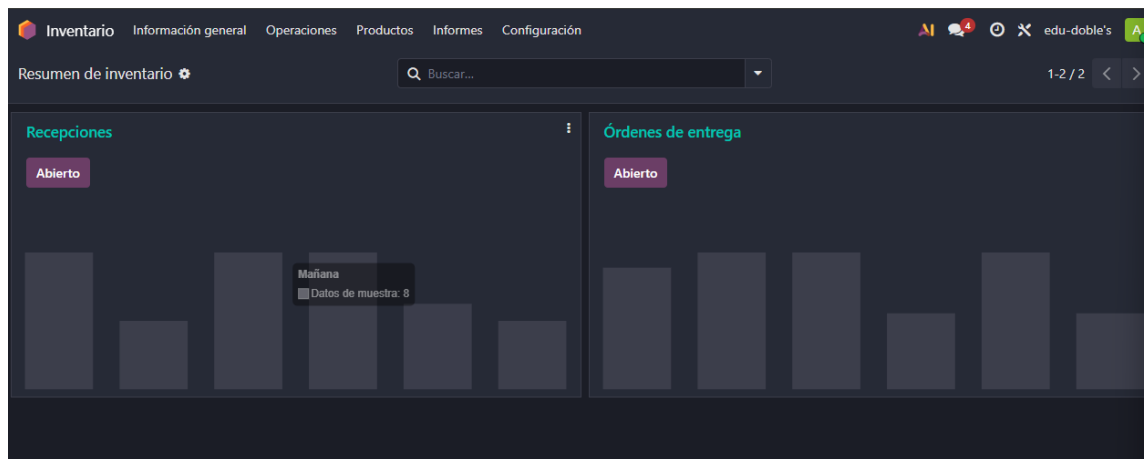 Inventario Información general Operaciones Productos Informes Configuración AI 4 edu-doble's A
Resumen de inventario Buscar... 1-2 / 2
Recepciones Órdenes de entrega
Abierto Abierto
Mañana
Datos de muestra: 8